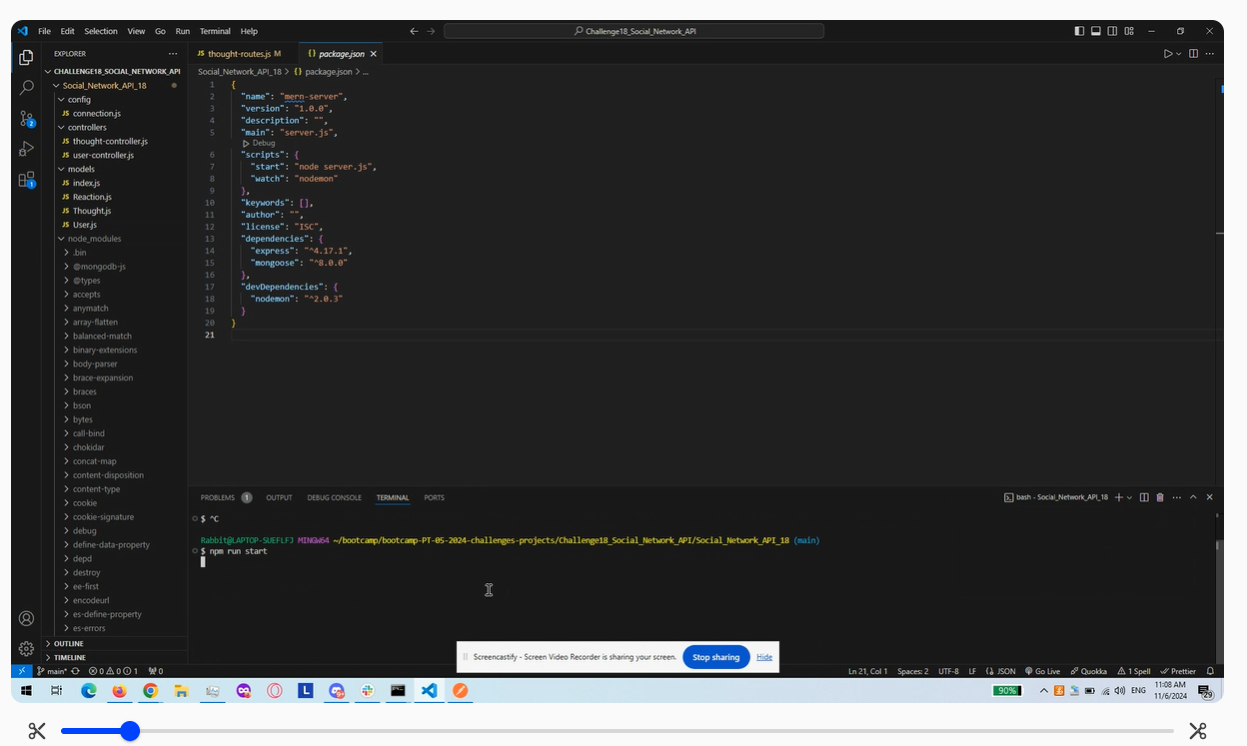 File Edit Selection View Go Run Terminal Help
Challenge18_Social_Network_API
EXPLORER
CHALLENGE18_SOCIAL_NETWORK_API
Social_Network_API_18
config
JS connection.js
controllers
JS thought-controller.js
JS user-controller.js
models
JS index.js
JS Reaction.js
JS Thought.js
JS User.js
node_modules
.bin
@mongodb-js
@types
accepts
anymatch
array-flatten
balanced-match
binary-extensions
body-parser
brace-expansion
braces
bson
bytes
call-bind
chokidar
concat-map
content-disposition
content-type
cookie
cookie-signature
debug
define-data-property
depd
destroy
ee-first
encodeurl
es-define-property
es-errors
OUTLINE
TIMELINE
2
1
JS thought-routes.js M
{} package.json
Social_Network_API_18 > {} package.json > ...
1 {
2 "name": "mern-server",
3 "version": "1.0.0",
4 "description": "",
5 "main": "server.js",
Debug
6 "scripts": {
7 "start": "node server.js",
8 "watch": "nodemon"
9 },
10 "keywords": [],
11 "author": "",
12 "license": "ISC",
13 "dependencies": {
14 "express": "^4.17.1",
15 "mongoose": "^8.0.0"
16 },
17 "devDependencies": {
18 "nodemon": "^2.0.3"
19 }
20 }
21
PROBLEMS 1 OUTPUT DEBUG CONSOLE TERMINAL PORTS
bash - Social_Network_API_18
$ ^C
Rabbit@LAPTOP-SUEFLFJ MINGW64 ~/bootcamp/bootcamp-PT-05-2024-challenges-projects/Challenge18_Social_Network_API/Social_Network_API_18 (main)
$ npm run start
Screencastify - Screen Video Recorder is sharing your screen. Stop sharing Hide
main* 0 0 1 0
Ln 21, Col 1 Spaces: 2 UTF-8 LF {} JSON Go Live Quokka 1 Spell Prettier
L
90% ENG
11:08 AM
11/6/2024
29